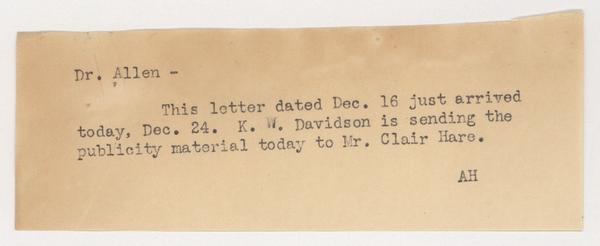 Dr. Allen -
This letter dated Dec. 16 just arrived
today, Dec. 24. K. W. Davidson is sending the
publicity material today to Mr. Clair Hare.
AH